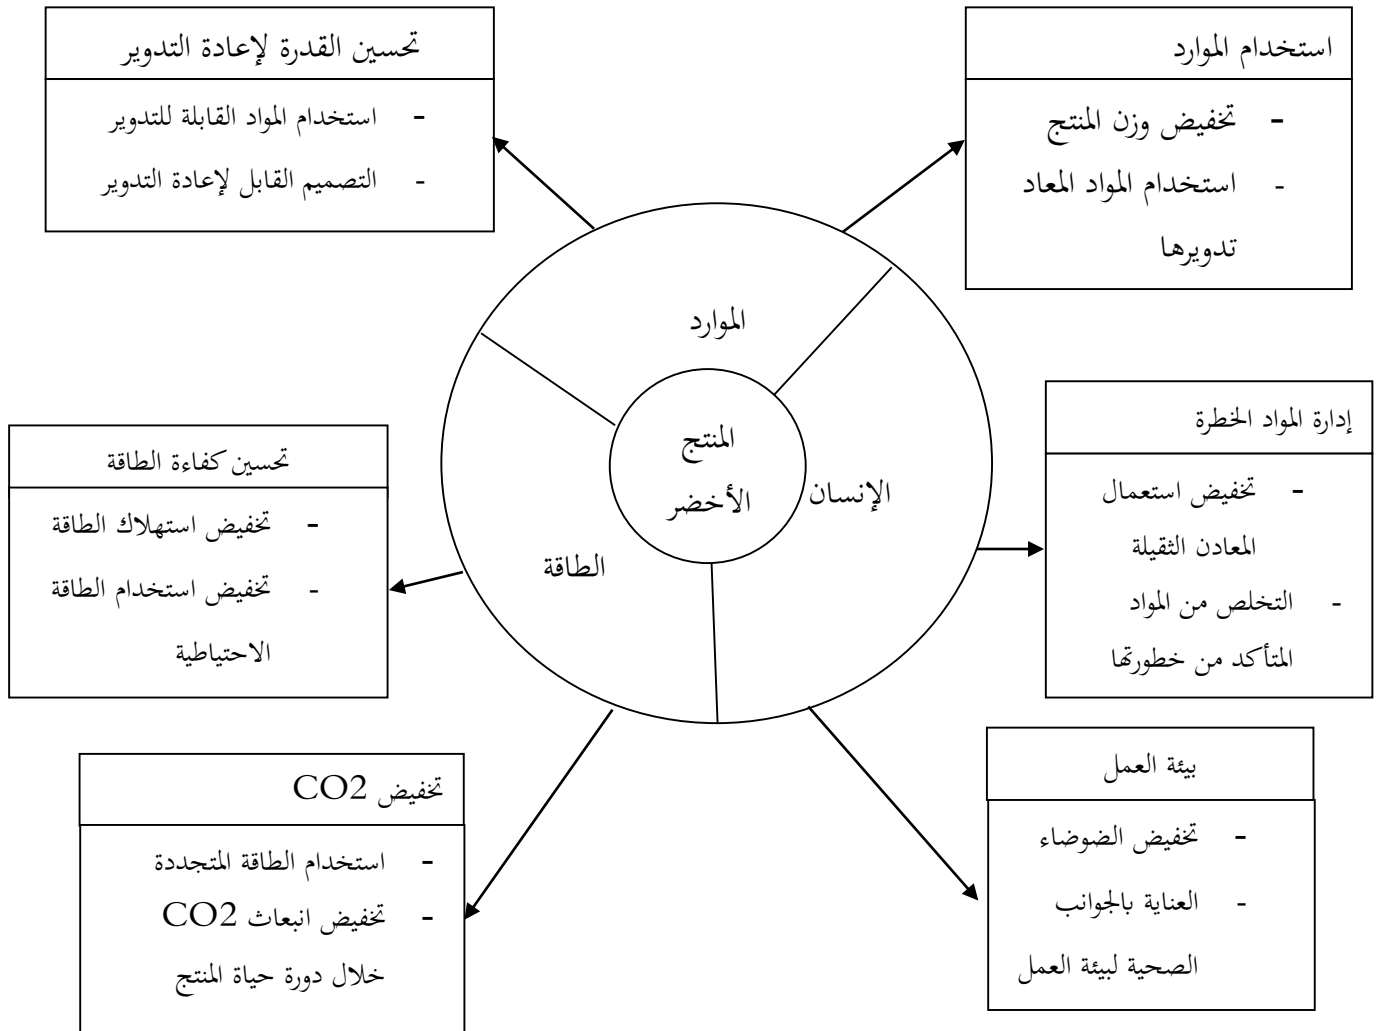 استخدام الموارد
- تخفيض وزن المنتج
- استخدام المواد المعاد
تدويرها
تحسين القدرة لإعادة التدوير
- استخدام المواد القابلة للتدوير
- التصميم القابل لإعادة التدوير
الموارد
المنتج
الأخضر
الإنسان
الطاقة
إدارة المواد الخطرة
- تخفيض استعمال
المعادن الثقيلة
- التخلص من المواد
المتأكد من خطورتها
تحسين كفاءة الطاقة
- تخفيض استهلاك الطاقة
- تخفيض استخدام الطاقة
الاحتياطية
بيئة العمل
- تخفيض الضوضاء
- العناية بالجوانب
الصحية لبيئة العمل
تخفيض CO2
- استخدام الطاقة المتجددة
- تخفيض انبعاث CO2
خلال دورة حياة المنتج